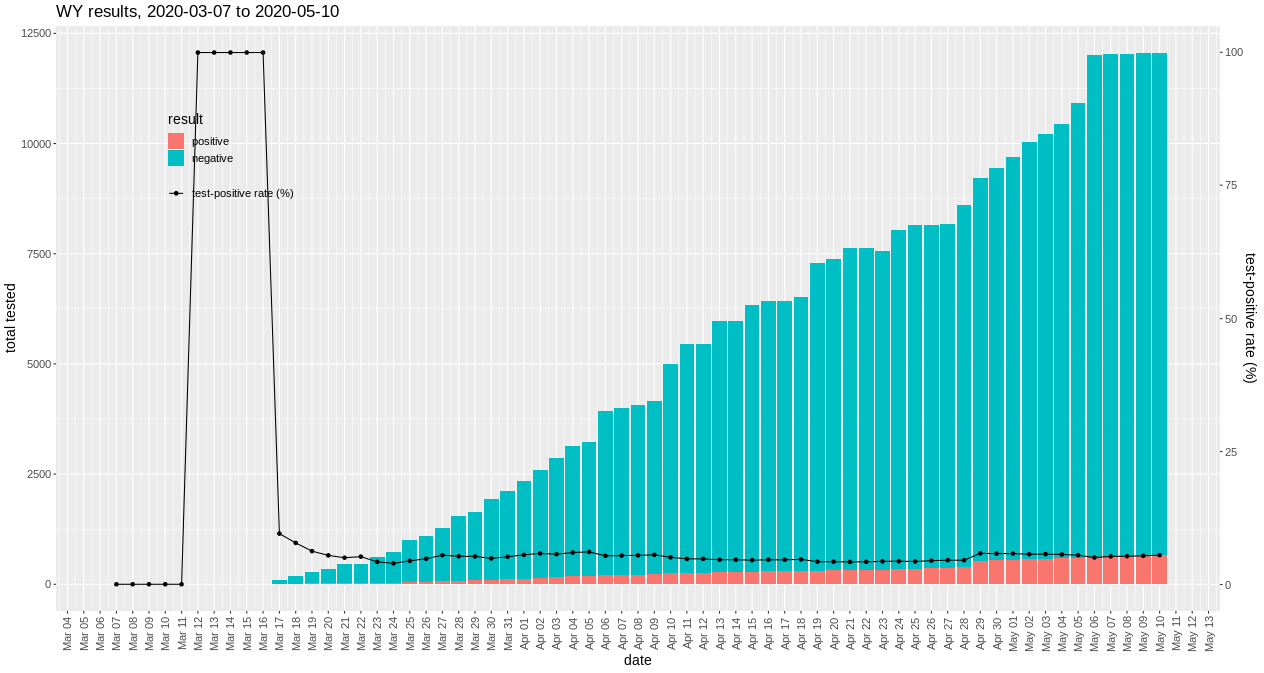 WY results, 2020-03-07 to 2020-05-10
12500
10000
7500
5000
2500
0
total tested
result
positive
negative
test-positive rate (%)
100
75
50
25
0
test-positive rate (%)
Mar 04
Mar 05
Mar 06
Mar 07
Mar 08
Mar 09
Mar 10
Mar 11
Mar 12
Mar 13
Mar 14
Mar 15
Mar 16
Mar 17
Mar 18
Mar 19
Mar 20
Mar 21
Mar 22
Mar 23
Mar 24
Mar 25
Mar 26
Mar 27
Mar 28
Mar 29
Mar 30
Mar 31
Apr 01
Apr 02
Apr 03
Apr 04
Apr 05
Apr 06
Apr 07
Apr 08
Apr 09
Apr 10
Apr 11
Apr 12
Apr 13
Apr 14
Apr 15
Apr 16
Apr 17
Apr 18
Apr 19
Apr 20
Apr 21
Apr 22
Apr 23
Apr 24
Apr 25
Apr 26
Apr 27
Apr 28
Apr 29
Apr 30
May 01
May 02
May 03
May 04
May 05
May 06
May 07
May 08
May 09
May 10
May 11
May 12
May 13
date